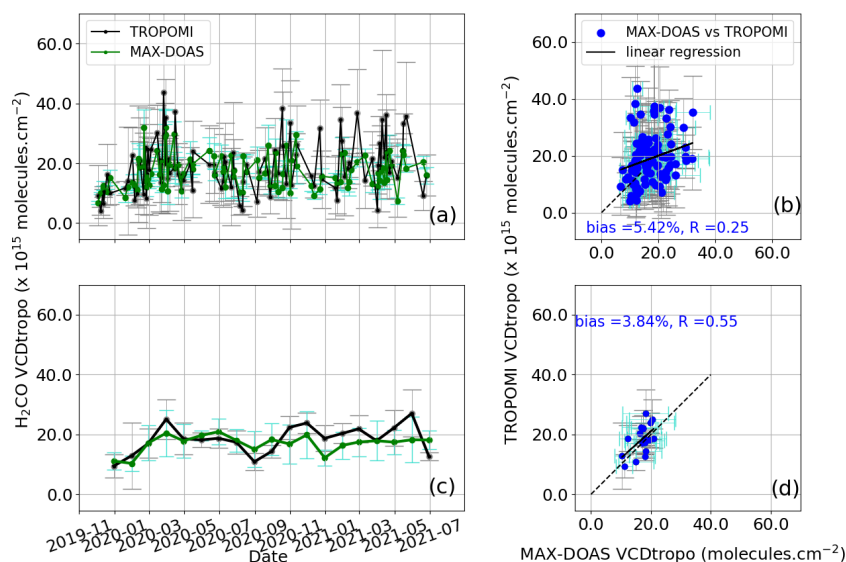 H₂CO VCDtropo (x 10¹⁵ molecules.cm⁻²)
60.0
40.0
20.0
0.0
TROPOMI
MAX-DOAS
(a)
TROPOMI VCDtropo (x 10¹⁵ molecules.cm⁻²)
60.0
40.0
20.0
0.0
MAX-DOAS vs TROPOMI
linear regression
(b)
bias =5.42%, R =0.25
0.0 20.0 40.0 60.0
60.0
40.0
20.0
0.0
(c)
2019-11 2020-01 2020-03 2020-05 2020-07 2020-09 2020-11 2021-01 2021-03 2021-05 2021-07
Date
60.0
40.0
20.0
0.0
bias =3.84%, R =0.55
(d)
0.0 20.0 40.0 60.0
MAX-DOAS VCDtropo (molecules.cm⁻²)